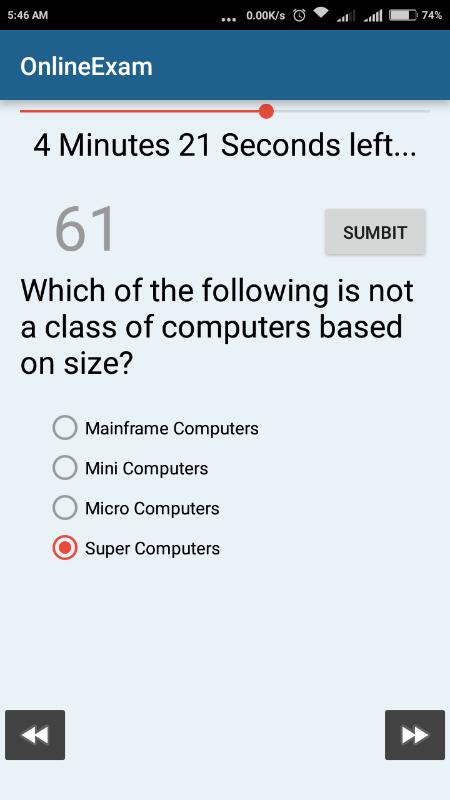 5:46 AM ... 0.00K/s 74%
OnlineExam
4 Minutes 21 Seconds left...
61
SUMBIT
Which of the following is not
a class of computers based
on size?
Mainframe Computers
Mini Computers
Micro Computers
Super Computers